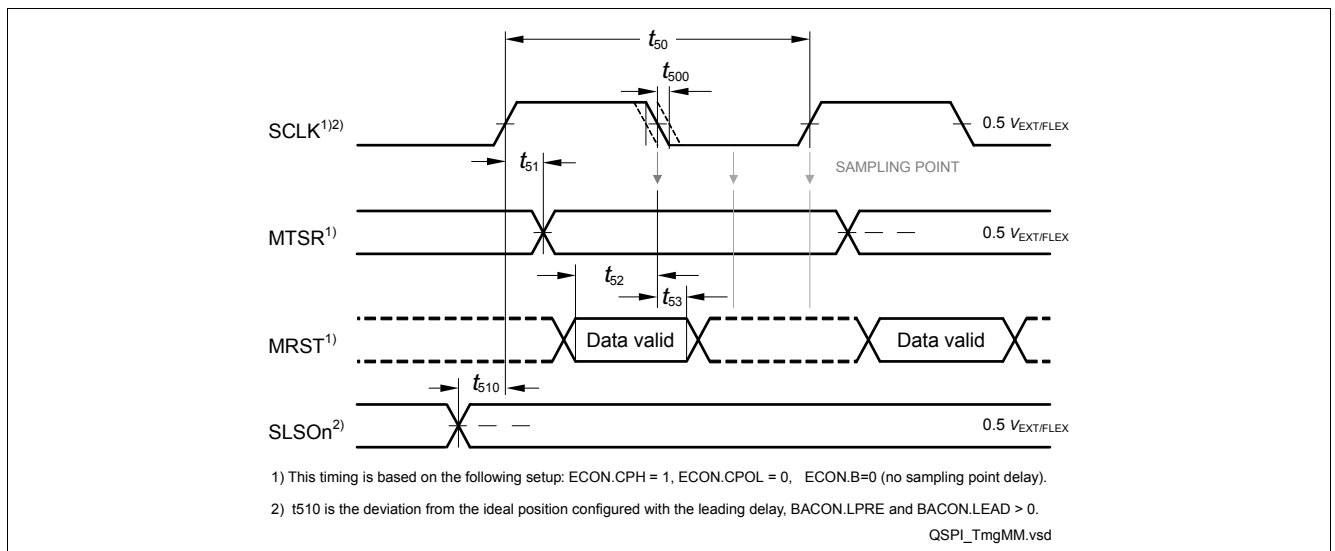 t50
t500
SCLK1)2)
0.5 VEXT/FLEX
t51
SAMPLING POINT
MTSR1)
0.5 VEXT/FLEX
t52
t53
MRST1)
Data valid
Data valid
t510
SLSOn2)
0.5 VEXT/FLEX
1) This timing is based on the following setup: ECON.CPH = 1, ECON.CPOL = 0, ECON.B=0 (no sampling point delay).
2) t510 is the deviation from the ideal position configured with the leading delay, BACON.LPRE and BACON.LEAD > 0.
QSPI_TmgMM.vsd